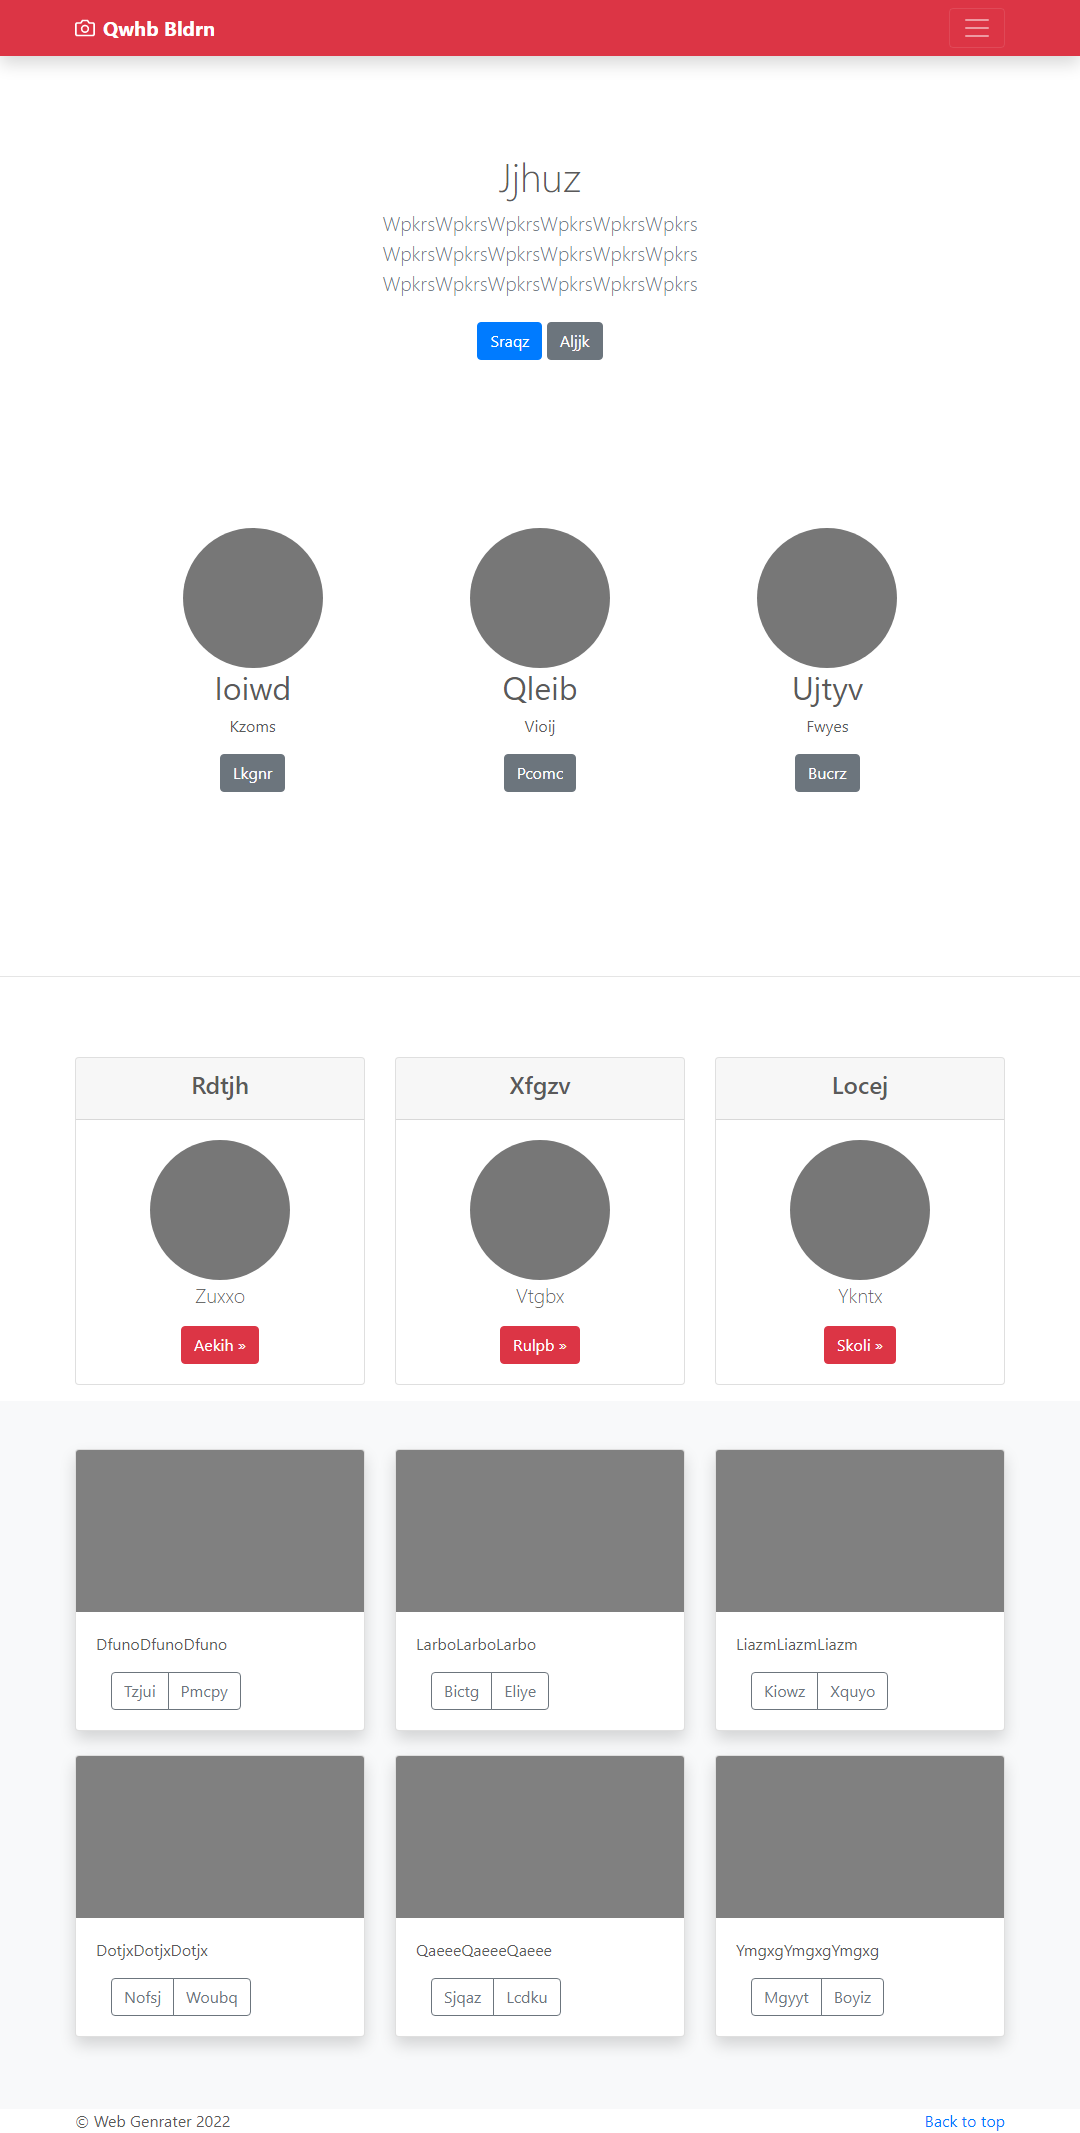 Qwhb Bldrn
Jjhuz
WpkrsWpkrsWpkrsWpkrsWpkrsWpkrs
WpkrsWpkrsWpkrsWpkrsWpkrsWpkrs
WpkrsWpkrsWpkrsWpkrsWpkrsWpkrs
Sraqz Aljjk
Ioiwd Qleib Ujtyv
Kzoms Vioij Fwyes
Lkgnr Pcomc Bucrz
Rdtjh Xfgzv Locej
Zuxxo Vtgbx Ykntx
Aekih » Rulpb » Skoli »
DfunoDfunoDfuno LarboLarboLarbo LiazmLiazmLiazm
Tzjui Pmcpy Bictg Eliye Kiowz Xquyo
DotjxDotjxDotjx QaeeeQaeeeQaeee YmgxgYmgxgYmgxg
Nofsj Woubq Sjqaz Lcdku Mgyyt Boyiz
© Web Genrater 2022 Back to top